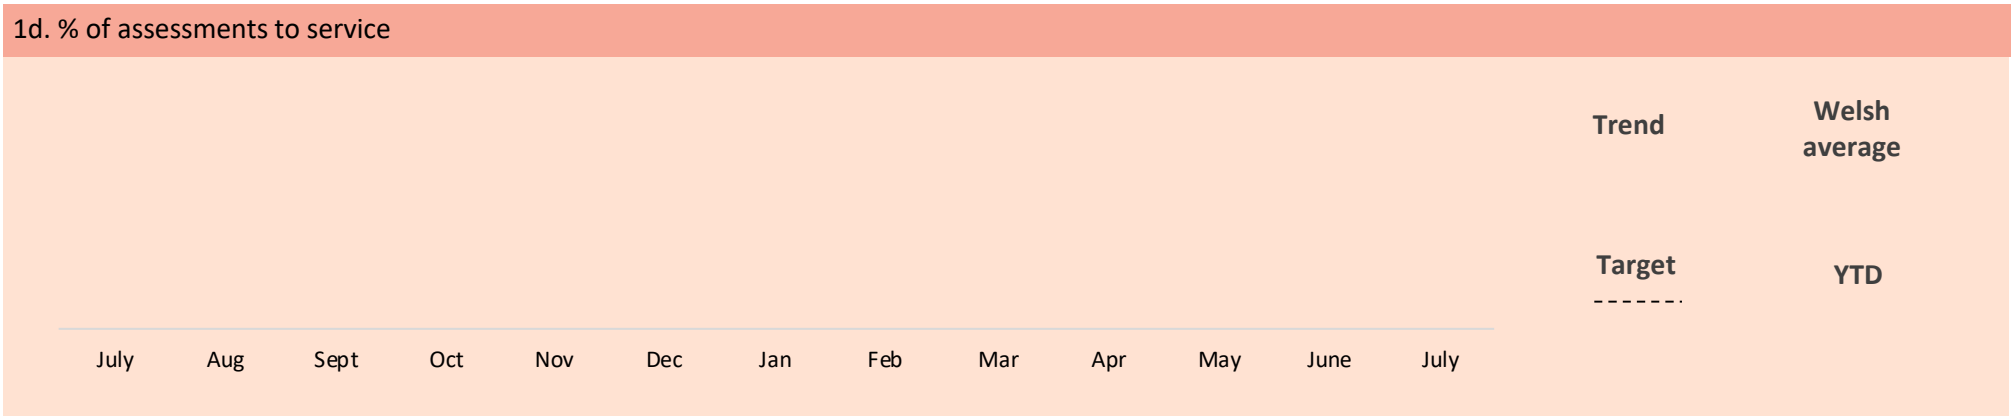 1d. % of assessments to service
Trend
Welsh
average
Target
YTD
July Aug Sept Oct Nov Dec Jan Feb Mar Apr May June July